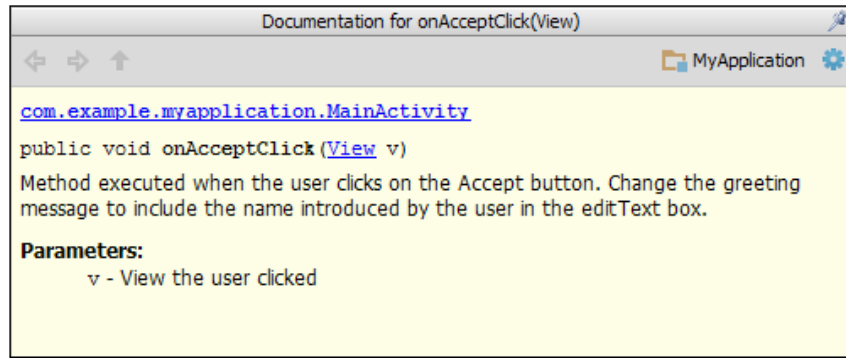 Documentation for onAcceptClick(View)
MyApplication
com.example.myapplication.MainActivity
public void onAcceptClick(View v)
Method executed when the user clicks on the Accept button. Change the greeting
message to include the name introduced by the user in the editText box.
Parameters:
v - View the user clicked